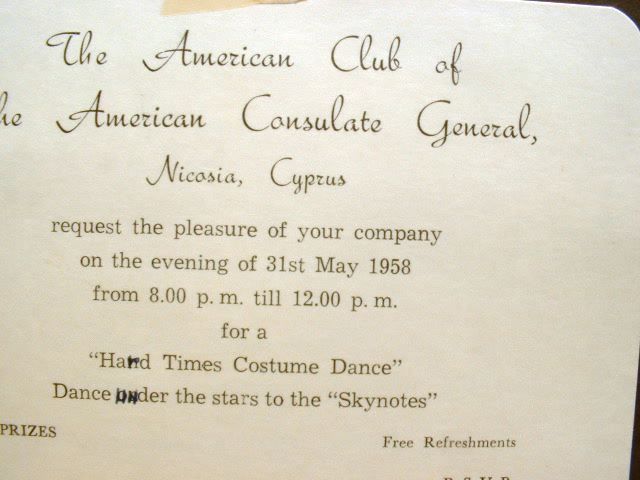 The American Club of
he American Consulate General,
Nicosia, Cyprus
request the pleasure of your company
on the evening of 31st May 1958
from 8.00 p. m. till 12.00 p. m.
for a
“Hard Times Costume Dance”
Dance under the stars to the “Skynotes”
PRIZES
Free Refreshments